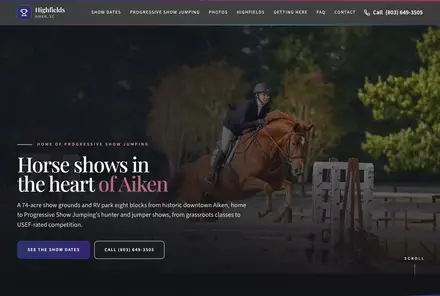 Highfields
AIKEN, SC
SHOW DATES
PROGRESSIVE SHOW JUMPING
PHOTOS
HIGHFIELDS
GETTING HERE
FAQ
CONTACT
Call (803) 649-3505
HOME OF PROGRESSIVE SHOW JUMPING
Horse shows in
the heart of Aiken
A 74-acre show grounds and RV park eight blocks from historic downtown Aiken, home
to Progressive Show Jumping's hunter and jumper shows, from grassroots classes to
USEF-rated competition.
SEE THE SHOW DATES
CALL (803) 649-3505
SCROLL